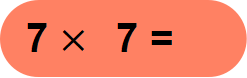 7 × 7 =